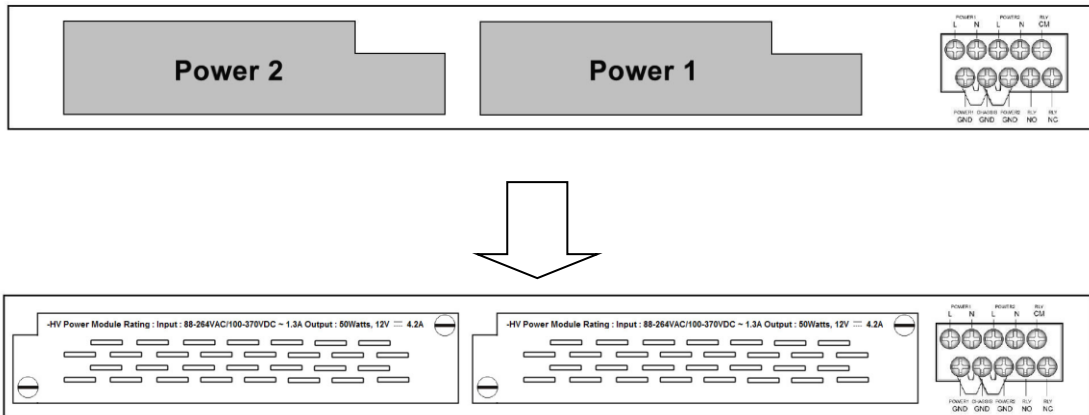 POWER1 POWER2 RLY
L N L N CM
Power 2
Power 1
POWER1 CHASSIS POWER2 RLY RLY
GND GND GND NO NC
-HV Power Module Rating : Input : 88-264VAC/100-370VDC ~ 1.3A Output : 50Watts, 12V ⎓ 4.2A
-HV Power Module Rating : Input : 88-264VAC/100-370VDC ~ 1.3A Output : 50Watts, 12V ⎓ 4.2A
POWER1 POWER2 RLY
L N L N CM
POWER1 CHASSIS POWER2 RLY RLY
GND GND GND NO NC